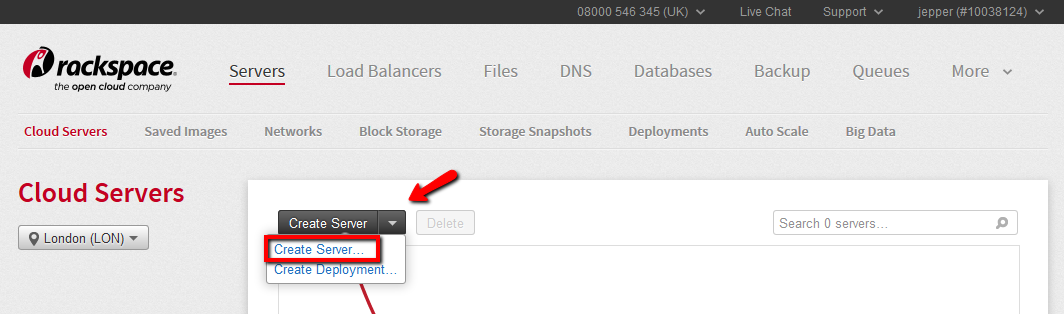 08000 546 345 (UK) Live Chat Support jepper (#10038124)
rackspace
the open cloud company
Servers Load Balancers Files DNS Databases Backup Queues More
Cloud Servers Saved Images Networks Block Storage Storage Snapshots Deployments Auto Scale Big Data
Cloud Servers
London (LON)
Create Server Delete Search 0 servers...
Create Server...
Create Deployment...